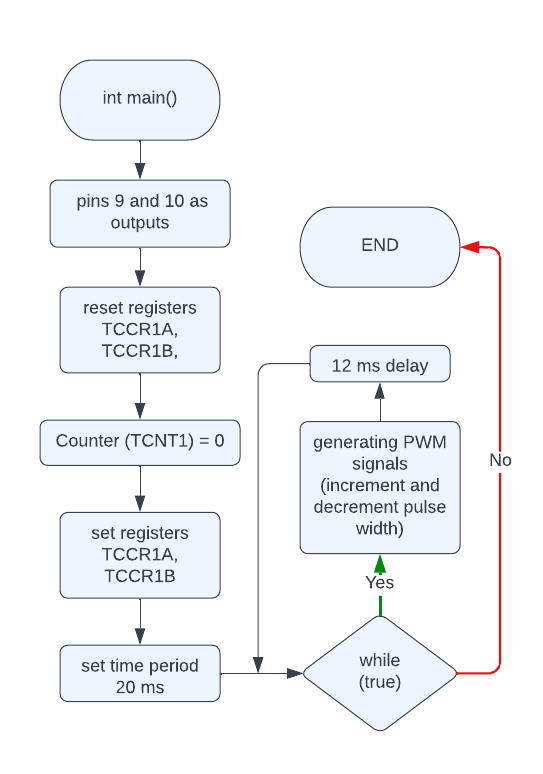 int main()
pins 9 and 10 as
outputs
reset registers
TCCR1A,
TCCR1B,
Counter (TCNT1) = 0
set registers
TCCR1A,
TCCR1B
set time period
20 ms
while
(true)
Yes
generating PWM
signals
(increment and
decrement pulse
width)
12 ms delay
No
END